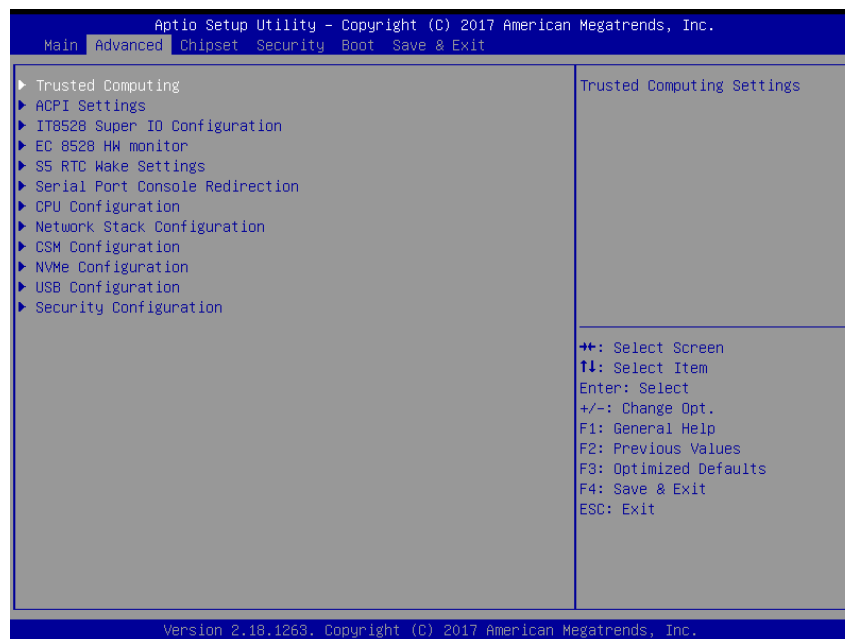 Aptio Setup Utility – Copyright (C) 2017 American Megatrends, Inc.
Main Advanced Chipset Security Boot Save & Exit
▶ Trusted Computing
▶ ACPI Settings
▶ IT8528 Super IO Configuration
▶ EC 8528 HW monitor
▶ S5 RTC Wake Settings
▶ Serial Port Console Redirection
▶ CPU Configuration
▶ Network Stack Configuration
▶ CSM Configuration
▶ NVMe Configuration
▶ USB Configuration
▶ Security Configuration
Trusted Computing Settings
→←: Select Screen
↑↓: Select Item
Enter: Select
+/-: Change Opt.
F1: General Help
F2: Previous Values
F3: Optimized Defaults
F4: Save & Exit
ESC: Exit
Version 2.18.1263. Copyright (C) 2017 American Megatrends, Inc.